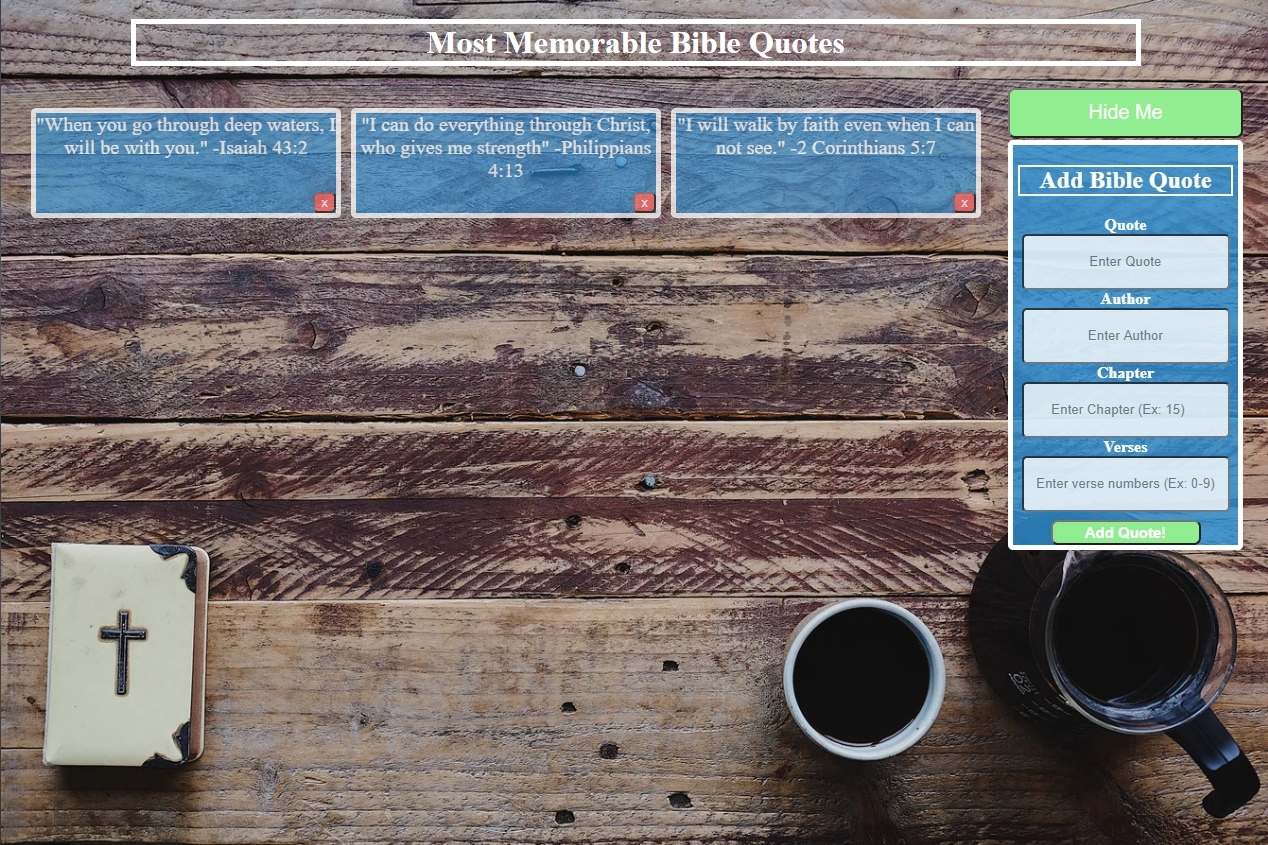 Most Memorable Bible Quotes
"When you go through deep waters, I
will be with you." -Isaiah 43:2
x
"I can do everything through Christ,
who gives me strength" -Philippians
4:13
x
"I will walk by faith even when I can
not see." -2 Corinthians 5:7
x
Hide Me
Add Bible Quote
Quote
Enter Quote
Author
Enter Author
Chapter
Enter Chapter (Ex: 15)
Verses
Enter verse numbers (Ex: 0-9)
Add Quote!